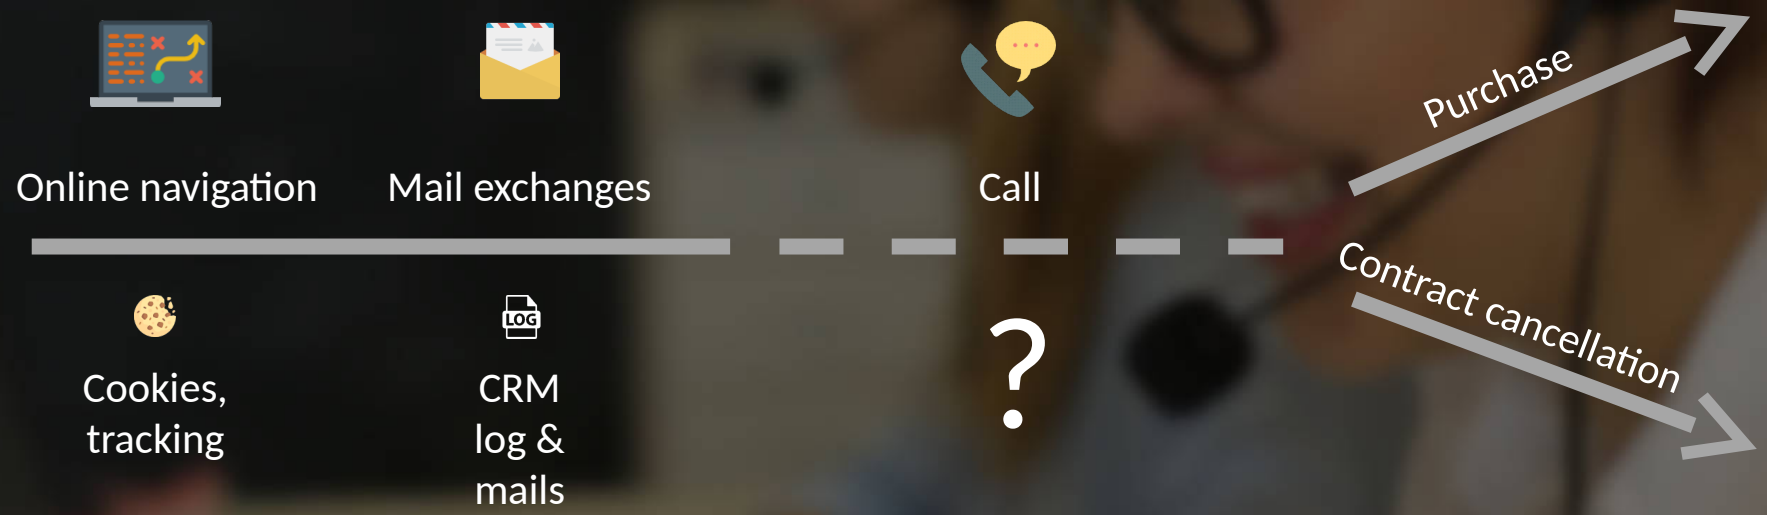 Online navigation
Mail exchanges
Call
Purchase
Contract cancellation
Cookies,
tracking
LOG
CRM
log &
mails
?